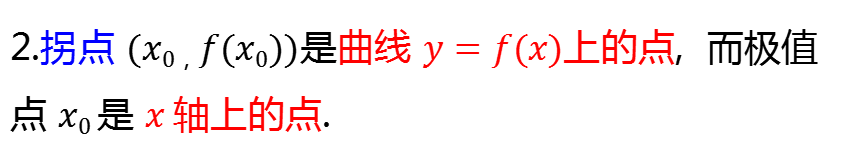 2.拐点 (x₀ , f(x₀))是曲线 y = f(x)上的点, 而极值
点 x₀ 是 x 轴上的点.